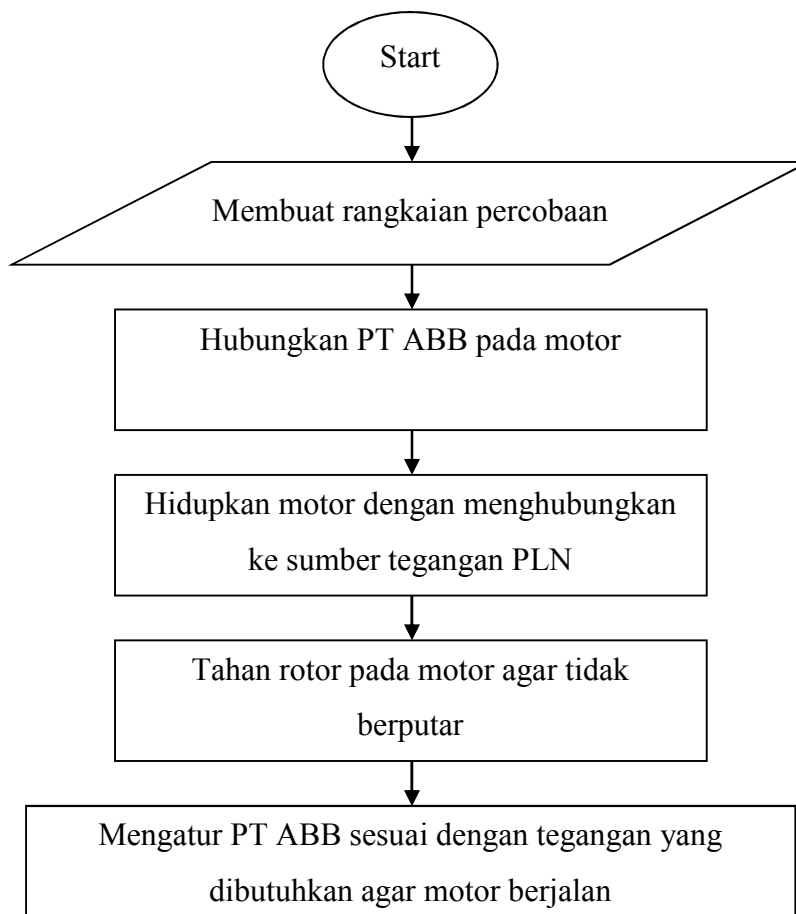 Start
Membuat rangkaian percobaan
Hubungkan PT ABB pada motor
Hidupkan motor dengan menghubungkan
ke sumber tegangan PLN
Tahan rotor pada motor agar tidak
berputar
Mengatur PT ABB sesuai dengan tegangan yang
dibutuhkan agar motor berjalan